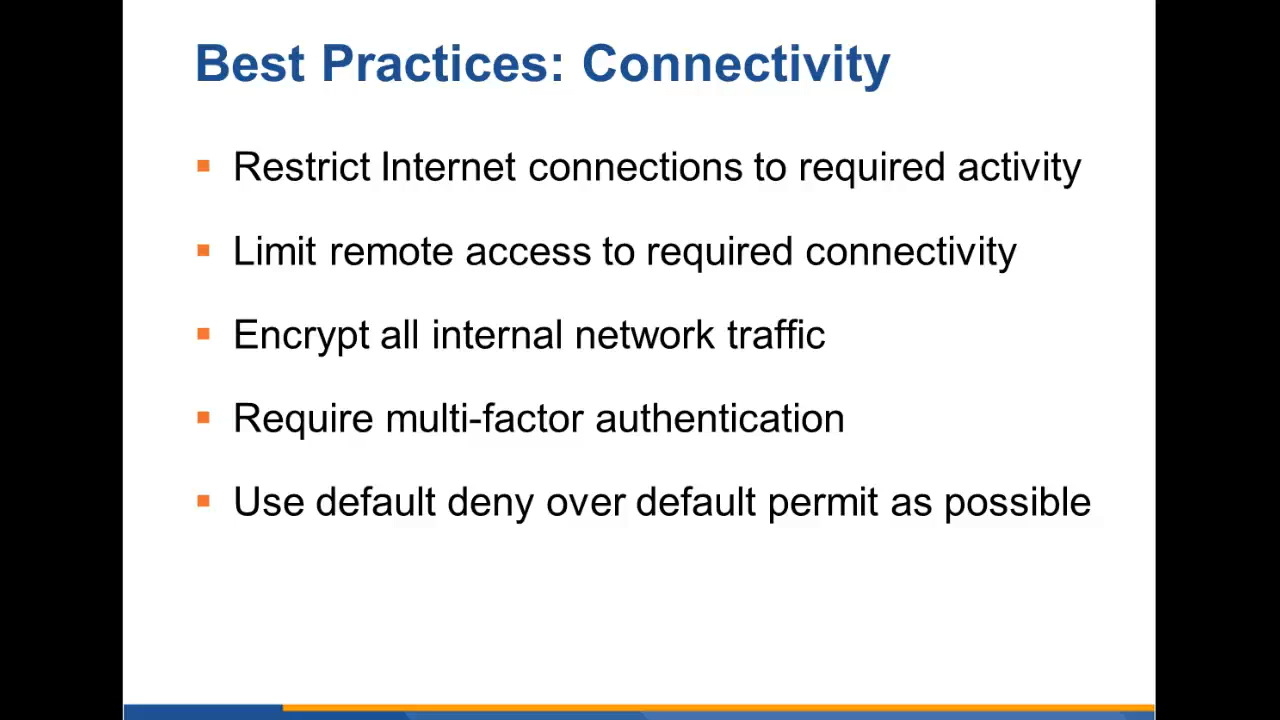 Best Practices: Connectivity
Restrict Internet connections to required activity
Limit remote access to required connectivity
Encrypt all internal network traffic
Require multi-factor authentication
Use default deny over default permit as possible